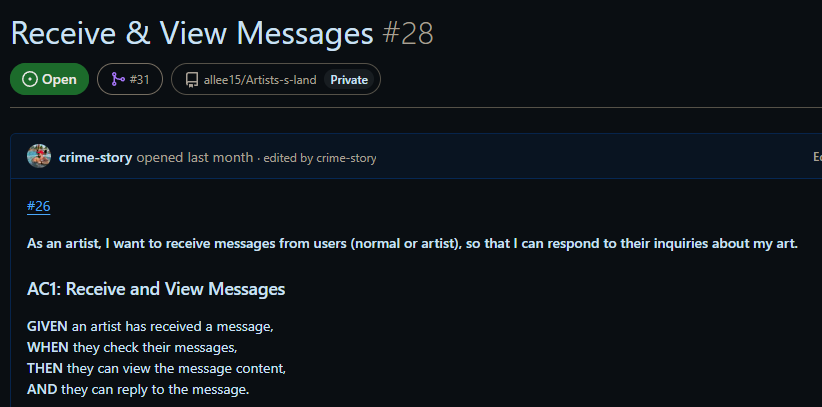 Receive & View Messages #28
Open #31 allee15/Artists-s-land Private
crime-story opened last month · edited by crime-story
#26
As an artist, I want to receive messages from users (normal or artist), so that I can respond to their inquiries about my art.
AC1: Receive and View Messages
GIVEN an artist has received a message,
WHEN they check their messages,
THEN they can view the message content,
AND they can reply to the message.